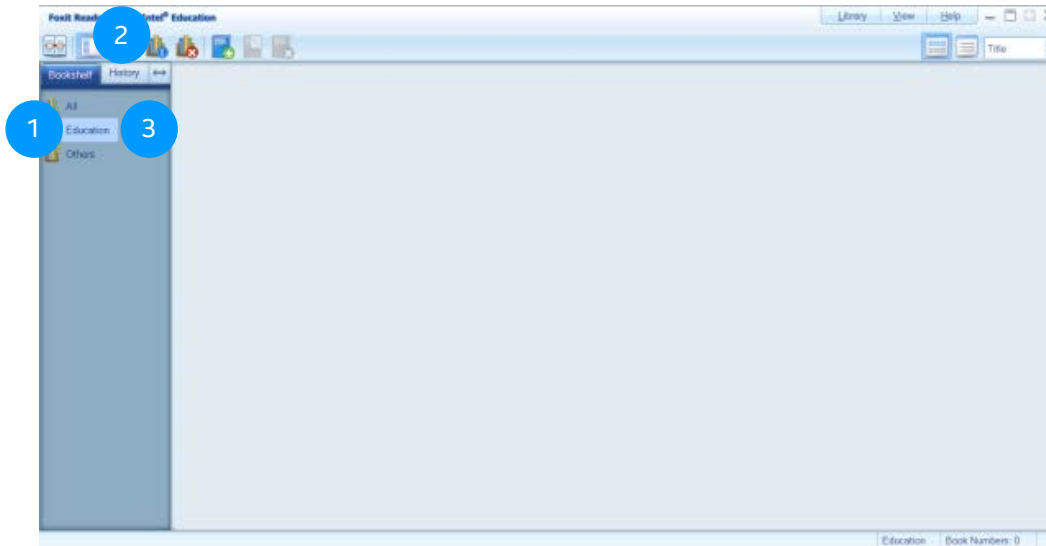 Foxit Read Intel® Education
Library View Help
2
Title
Bookshelf History
All
1 Education 3
Others
Education Book Numbers: 0